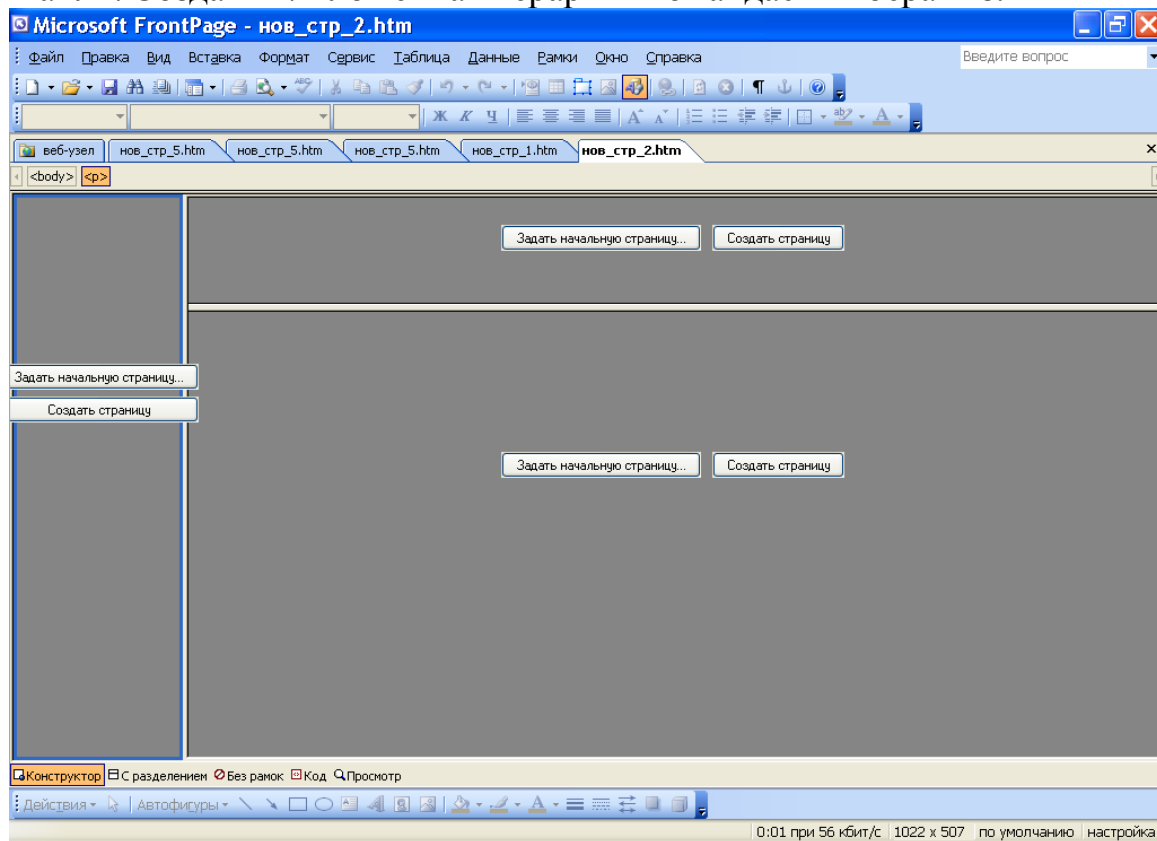 Microsoft FrontPage - нов_стр_2.htm
Файл Правка Вид Вставка Формат Сервис Таблица Данные Рамки Окно Справка
Введите вопрос
Ж К Ч
веб-узел нов_стр_5.htm нов_стр_5.htm нов_стр_5.htm нов_стр_1.htm нов_стр_2.htm
<body> <p>
Задать начальную страницу... Создать страницу
Задать начальную страницу...
Создать страницу
Задать начальную страницу... Создать страницу
Конструктор С разделением Без рамок Код Просмотр
Действия Автофигуры
0:01 при 56 кбит/с 1022 x 507 по умолчанию настройка